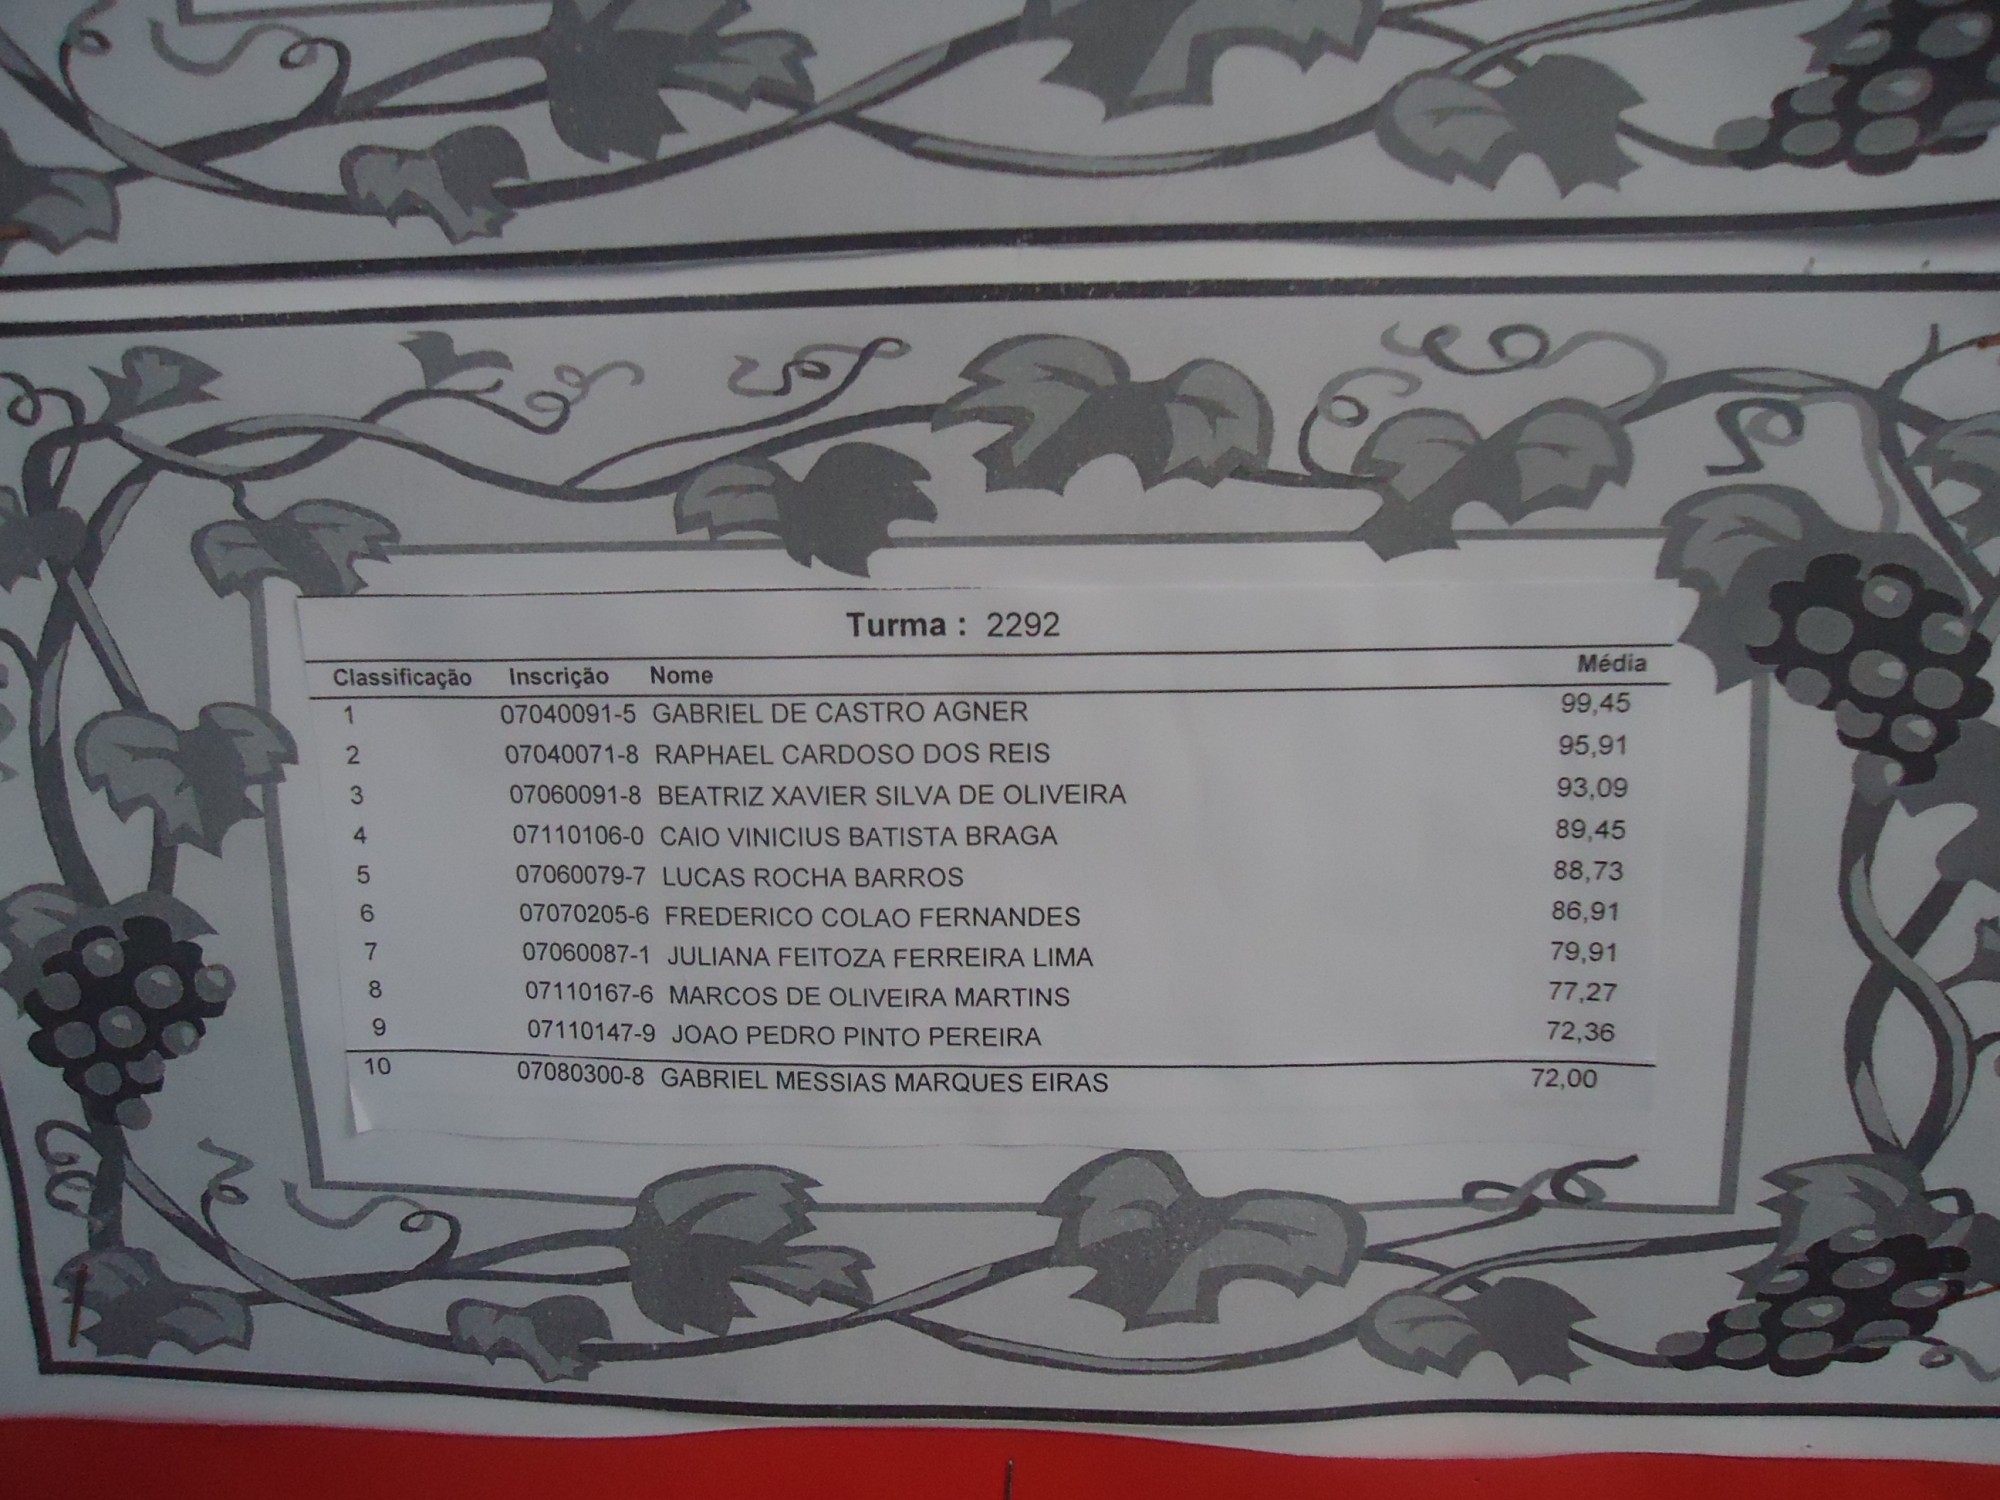 Turma : 2292
Classificação Inscrição Nome Média
1 07040091-5 GABRIEL DE CASTRO AGNER 99,45
2 07040071-8 RAPHAEL CARDOSO DOS REIS 95,91
3 07060091-8 BEATRIZ XAVIER SILVA DE OLIVEIRA 93,09
4 07110106-0 CAIO VINICIUS BATISTA BRAGA 89,45
5 07060079-7 LUCAS ROCHA BARROS 88,73
6 07070205-6 FREDERICO COLAO FERNANDES 86,91
7 07060087-1 JULIANA FEITOZA FERREIRA LIMA 79,91
8 07110167-6 MARCOS DE OLIVEIRA MARTINS 77,27
9 07110147-9 JOAO PEDRO PINTO PEREIRA 72,36
10 07080300-8 GABRIEL MESSIAS MARQUES EIRAS 72,00